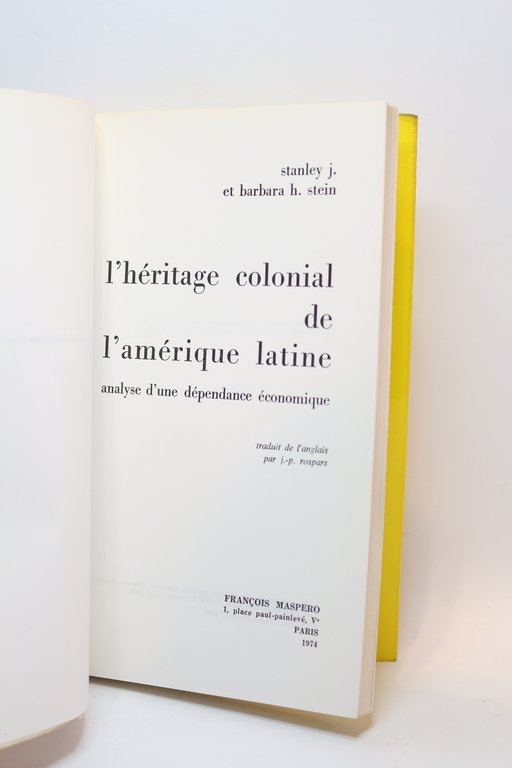 stanley j.
et barbara h. stein
l'héritage colonial
de
l'amérique latine
analyse d'une dépendance économique
traduit de l'anglais
par j.-p. rospars
FRANÇOIS MASPERO
1, place paul-painlevé, Vᵉ
PARIS
1974